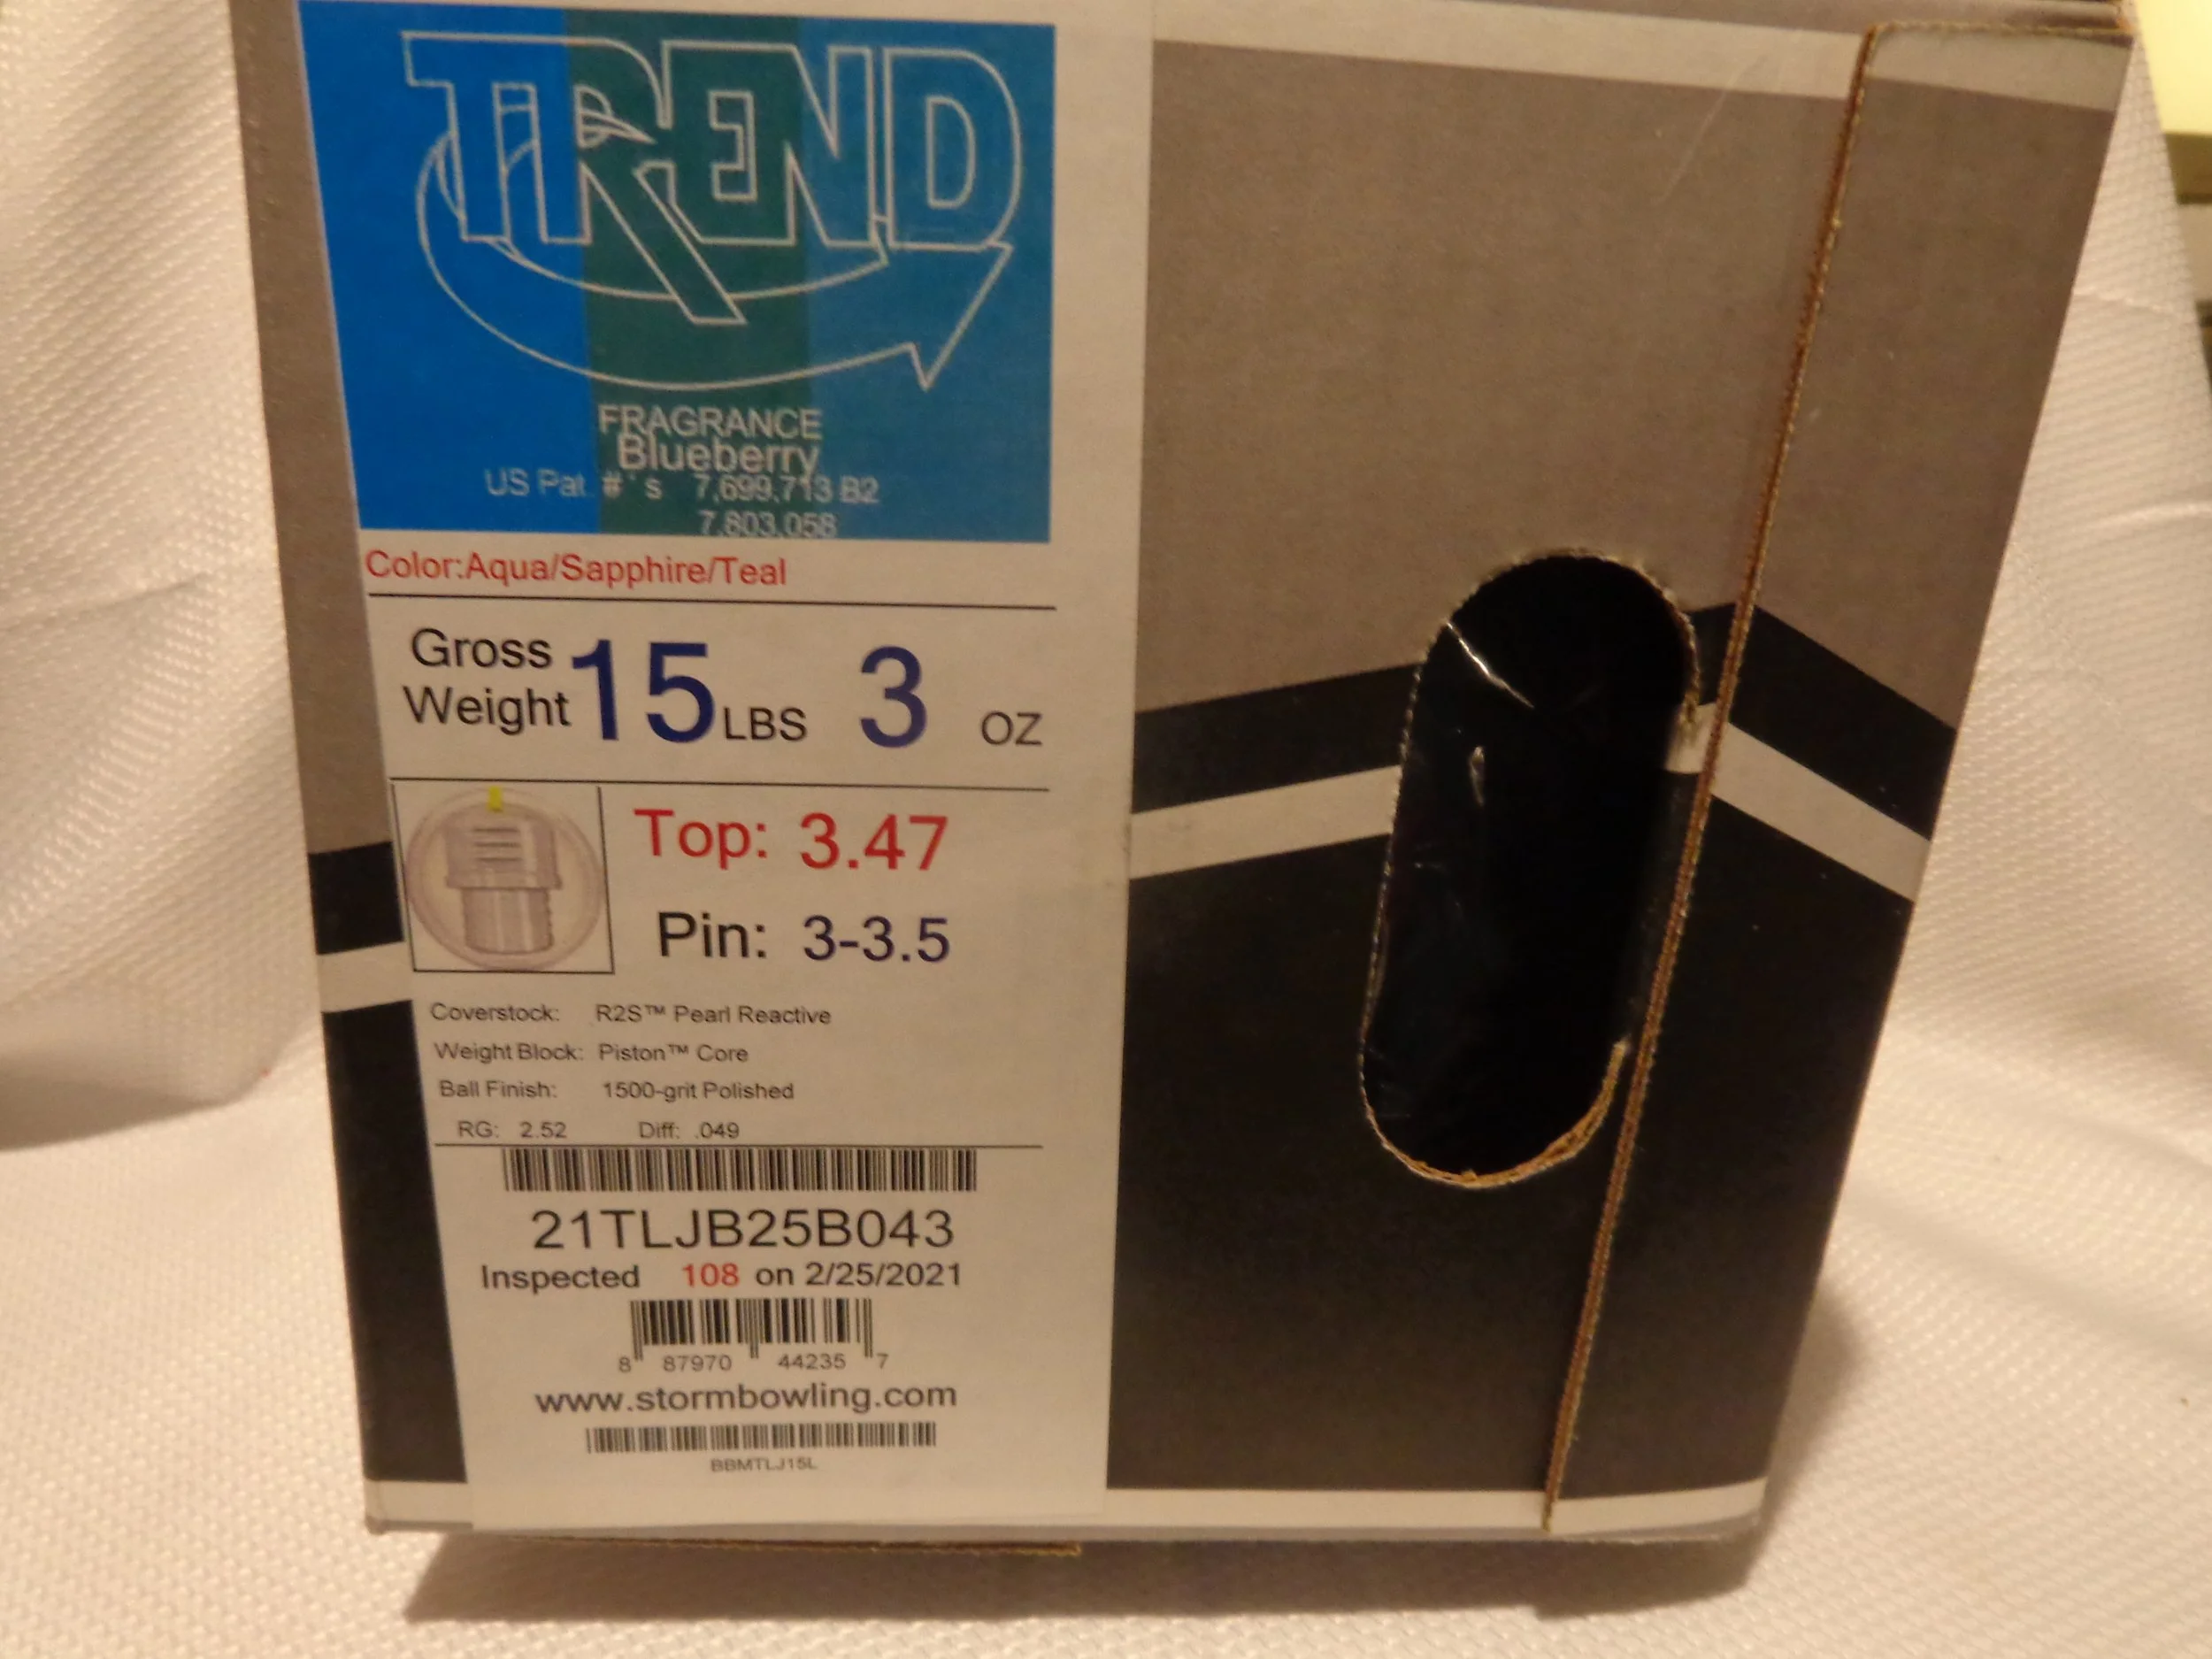 TREND
FRAGRANCE
Blueberry
US Pat. #`s 7,699,713 B2
7,803,058
Color:Aqua/Sapphire/Teal
Gross Weight 15 LBS 3 OZ
Top: 3.47
Pin: 3-3.5
Coverstock: R2S™ Pearl Reactive
Weight Block: Piston™ Core
Ball Finish: 1500-grit Polished
RG: 2.52 Diff: .049
21TLJB25B043
Inspected 108 on 2/25/2021
8 87970 44235 7
www.stormbowling.com
BBMTLJ15L